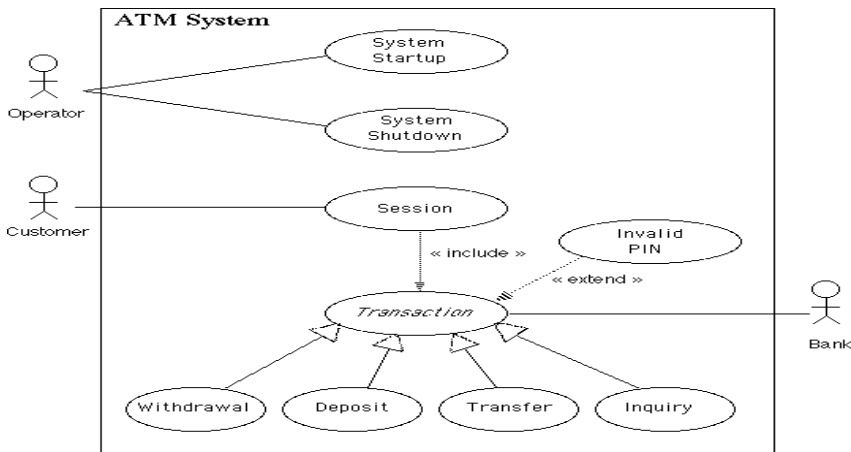 ATM System
System
Startup
Operator
System
Shutdown
Customer
Session
Invalid
PIN
« include »
« extend »
Transaction
Bank
Withdrawal
Deposit
Transfer
Inquiry